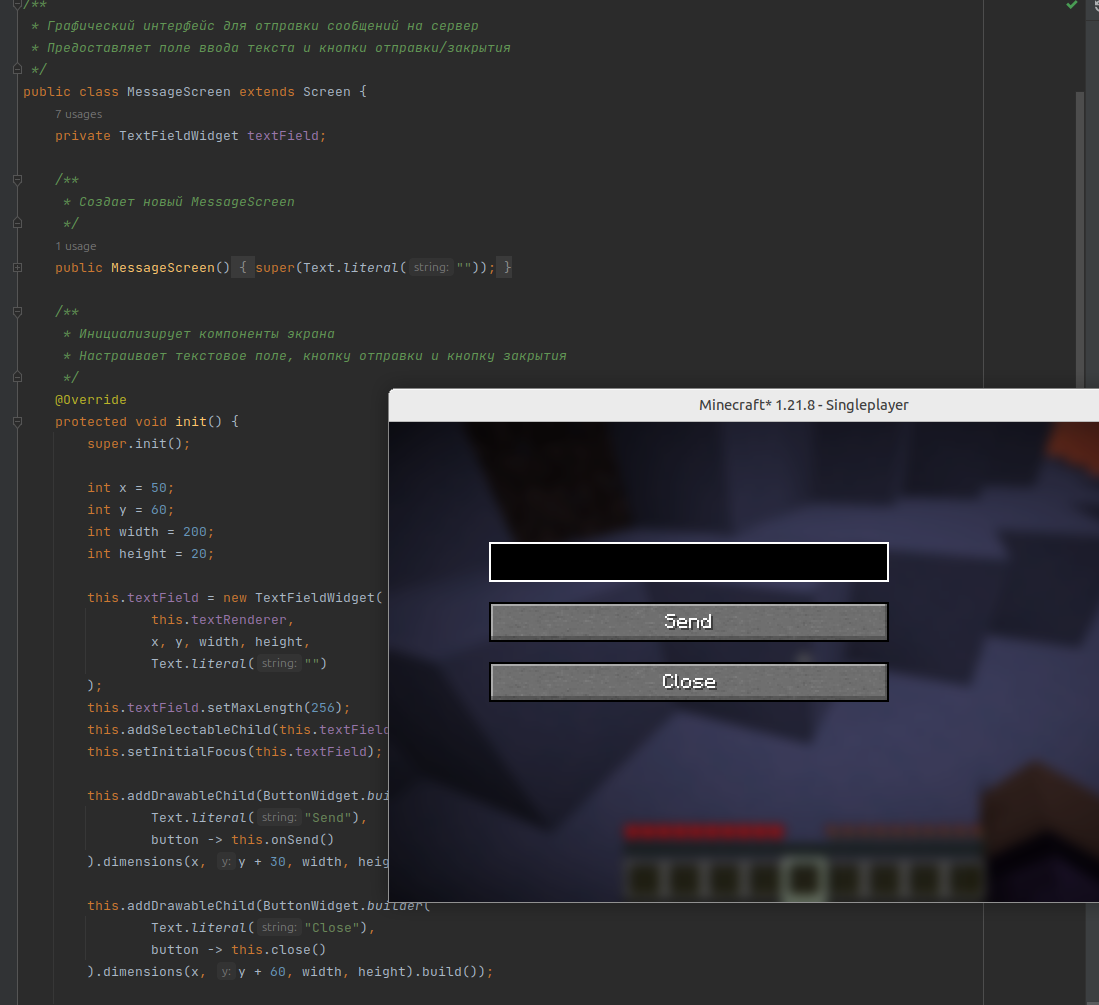 /**
* Графический интерфейс для отправки сообщений на сервер
* Предоставляет поле ввода текста и кнопки отправки/закрытия
*/
public class MessageScreen extends Screen {
7 usages
private TextFieldWidget textField;
/**
* Создает новый MessageScreen
*/
1 usage
public MessageScreen() { super(Text.literal( string: "")); }
/**
* Инициализирует компоненты экрана
* Настраивает текстовое поле, кнопку отправки и кнопку закрытия
*/
@Override
protected void init() {
super.init();
int x = 50;
int y = 60;
int width = 200;
int height = 20;
this.textField = new TextFieldWidget(
this.textRenderer,
x, y, width, height,
Text.literal( string: "")
);
this.textField.setMaxLength(256);
this.addSelectableChild(this.textField
this.setInitialFocus(this.textField);
this.addDrawableChild(ButtonWidget.bui
Text.literal( string: "Send"),
button -> this.onSend()
).dimensions(x, y: y + 30, width, heig
this.addDrawableChild(ButtonWidget.builder(
Text.literal( string: "Close"),
button -> this.close()
).dimensions(x, y: y + 60, width, height).build());
Minecraft* 1.21.8 - Singleplayer
Send
Close